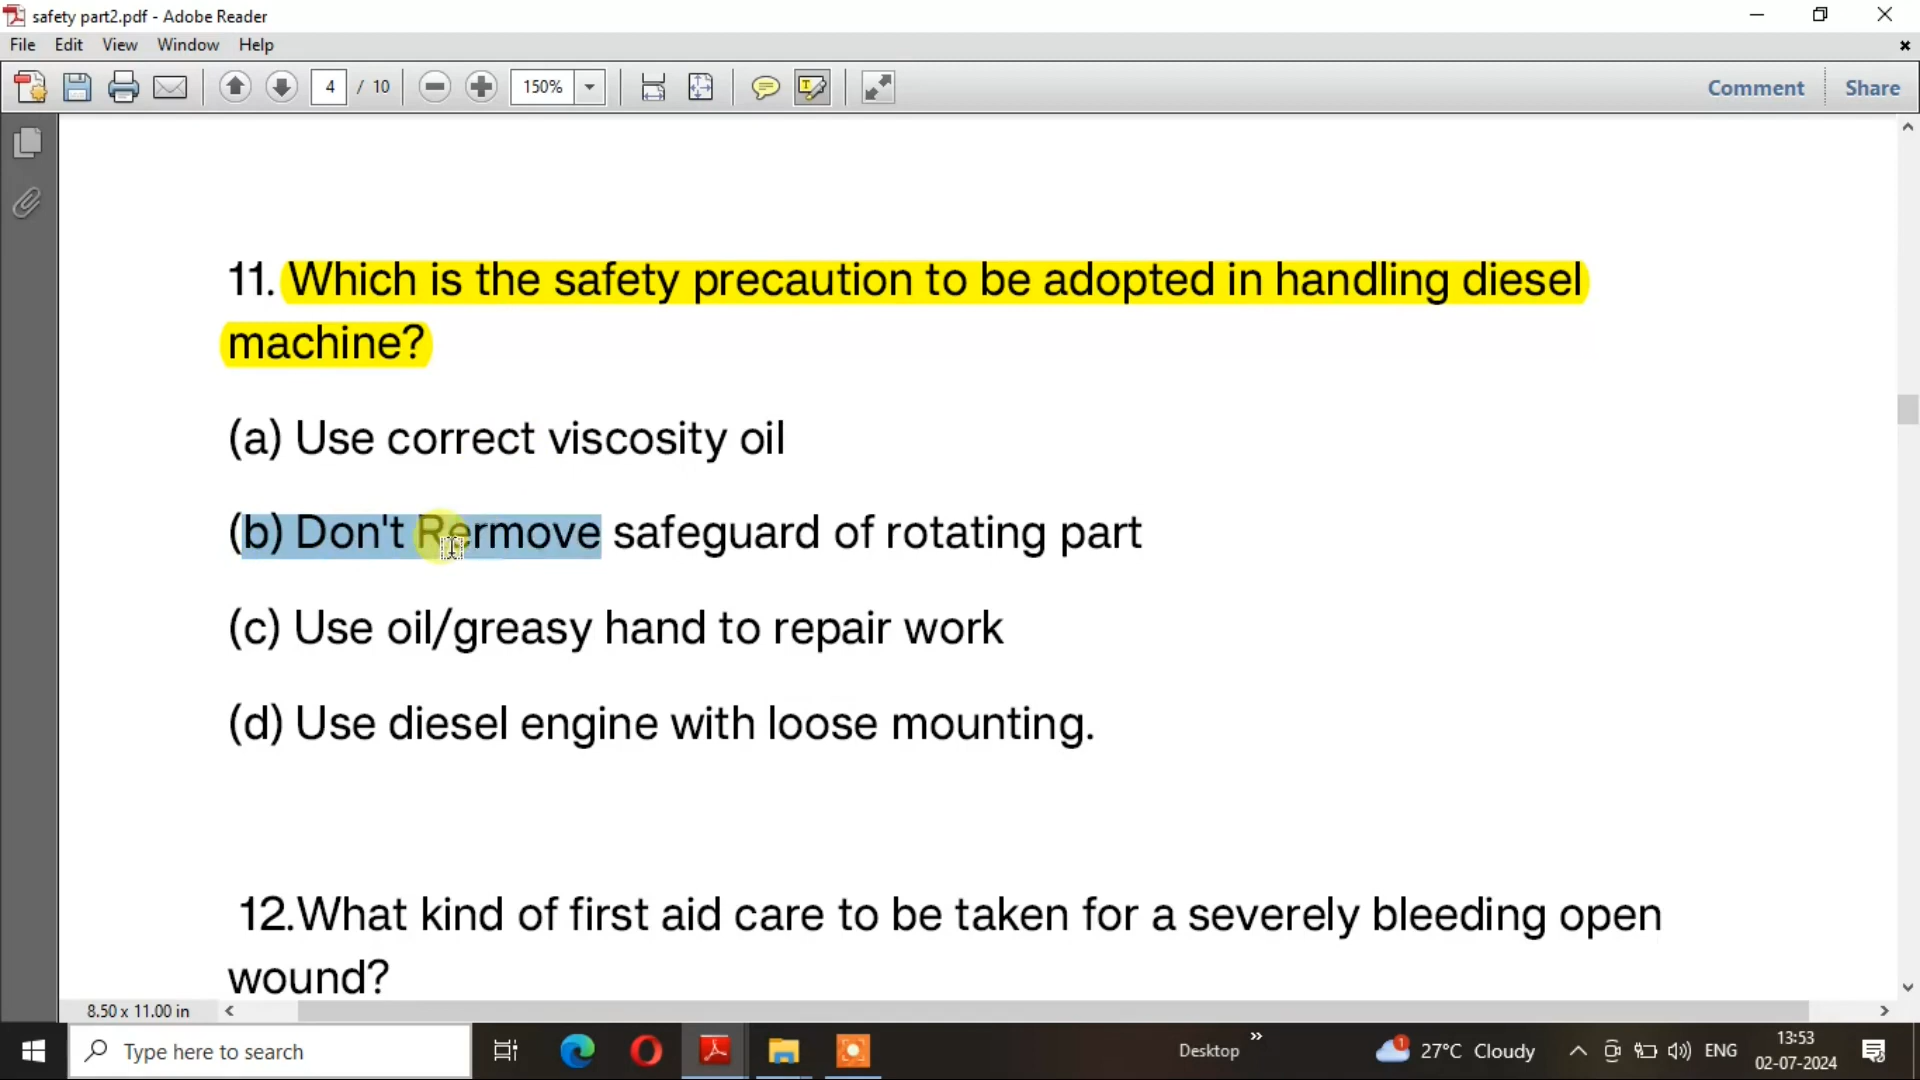 safety part2.pdf - Adobe Reader
File Edit View Window Help
4 / 10 150% Comment Share
11. Which is the safety precaution to be adopted in handling diesel
machine?
(a) Use correct viscosity oil
(b) Don't Rermove safeguard of rotating part
(c) Use oil/greasy hand to repair work
(d) Use diesel engine with loose mounting.
12.What kind of first aid care to be taken for a severely bleeding open
wound?
8.50 x 11.00 in
Type here to search Desktop 1 27°C Cloudy ENG 13:53
02-07-2024